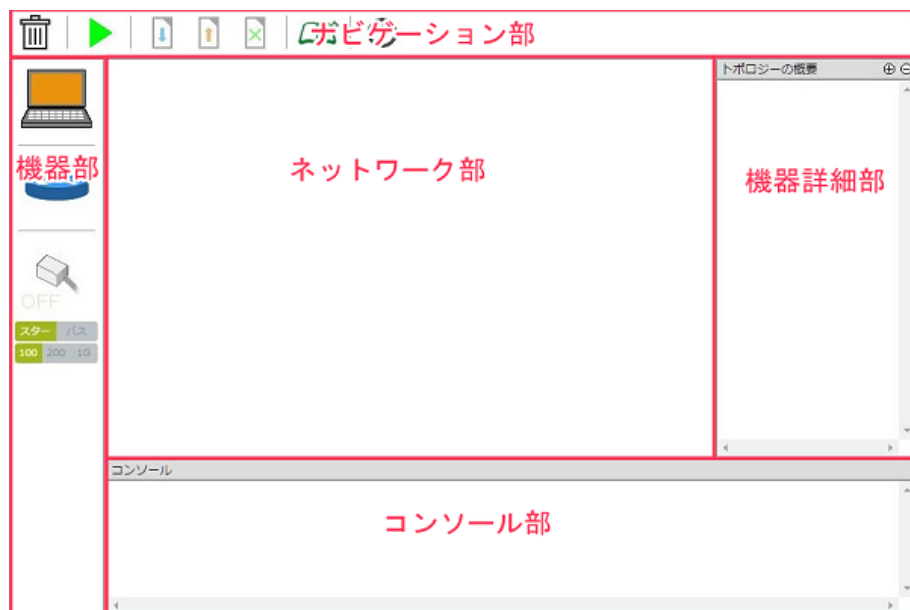 ナビゲーション部
トポロジーの概要
機器部
ネットワーク部
機器詳細部
OFF
スター バス
100 200 1G
コンソール
コンソール部